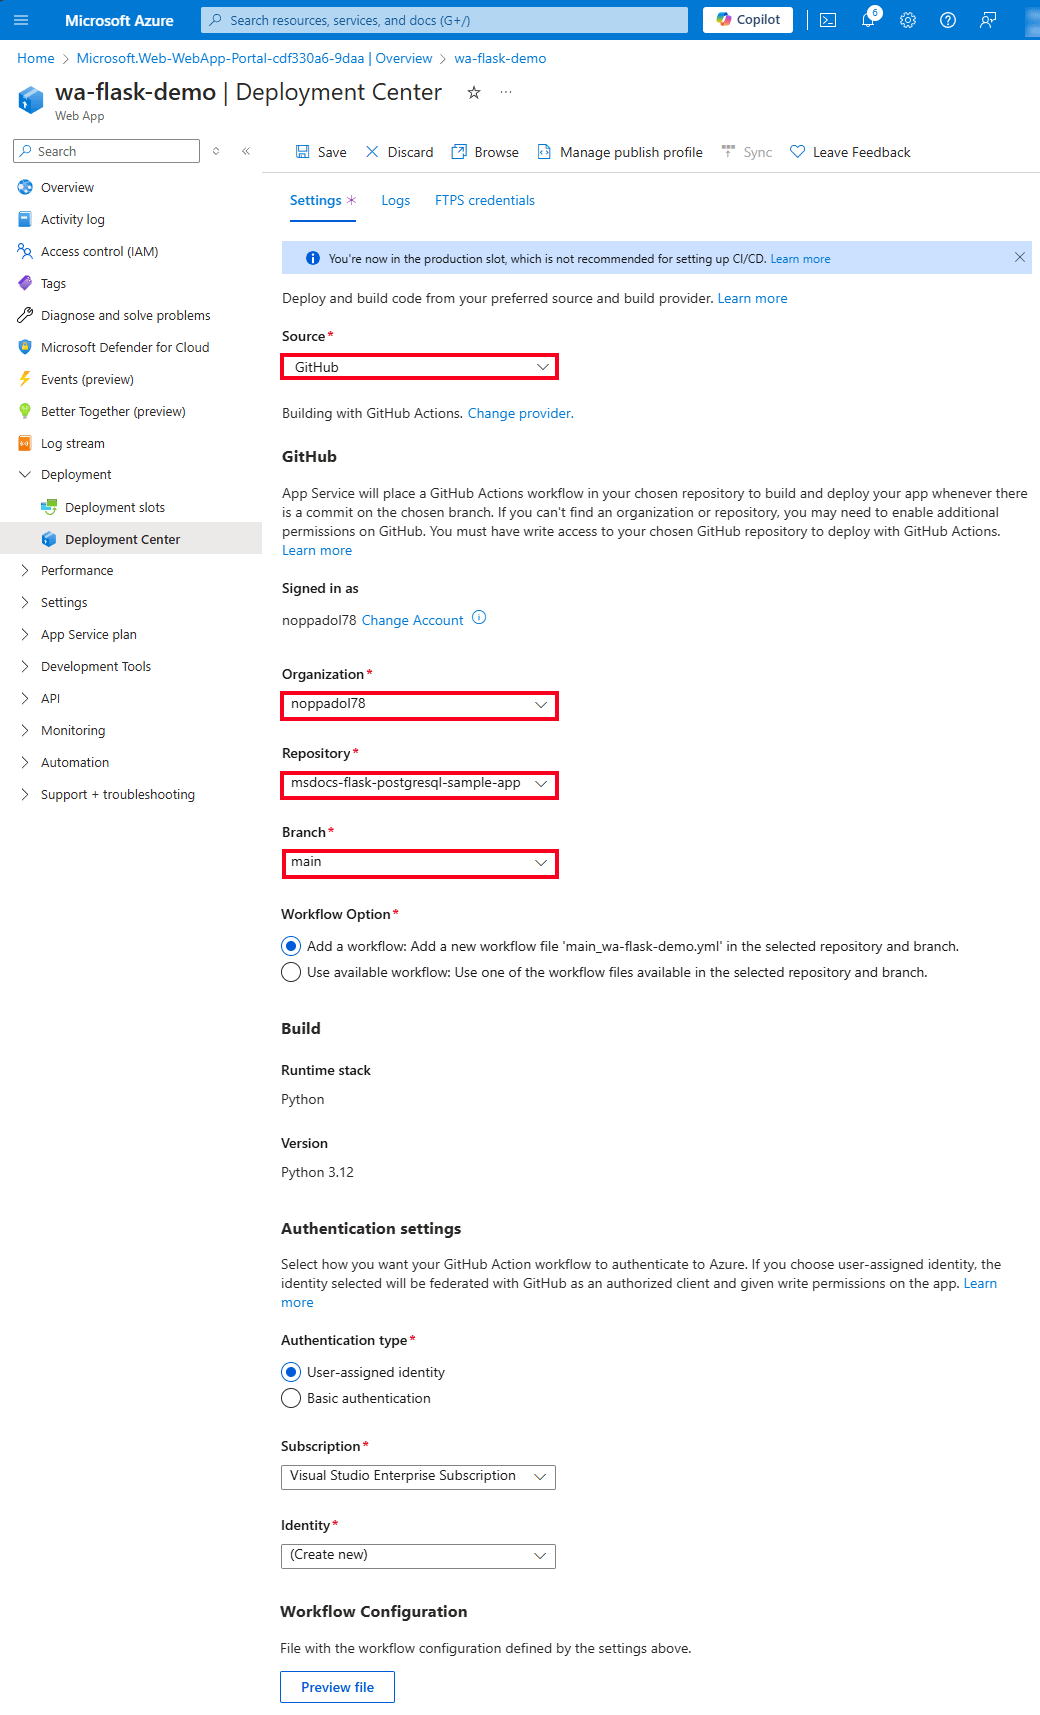 Microsoft Azure
Search resources, services, and docs (G+/)
Copilot
6
Home > Microsoft.Web-WebApp-Portal-cdf330a6-9daa | Overview > wa-flask-demo
wa-flask-demo | Deployment Center
Web App
Search
Save
Discard
Browse
Manage publish profile
Sync
Leave Feedback
Overview
Activity log
Access control (IAM)
Tags
Diagnose and solve problems
Microsoft Defender for Cloud
Events (preview)
Better Together (preview)
Log stream
Deployment
Deployment slots
Deployment Center
Performance
Settings
App Service plan
Development Tools
API
Monitoring
Automation
Support + troubleshooting
Settings *
Logs
FTPS credentials
You're now in the production slot, which is not recommended for setting up CI/CD. Learn more
Deploy and build code from your preferred source and build provider. Learn more
Source*
GitHub
Building with GitHub Actions. Change provider.
GitHub
App Service will place a GitHub Actions workflow in your chosen repository to build and deploy your app whenever there
is a commit on the chosen branch. If you can't find an organization or repository, you may need to enable additional
permissions on GitHub. You must have write access to your chosen GitHub repository to deploy with GitHub Actions.
Learn more
Signed in as
noppadol78 Change Account
Organization*
noppadol78
Repository*
msdocs-flask-postgresql-sample-app
Branch*
main
Workflow Option*
Add a workflow: Add a new workflow file 'main_wa-flask-demo.yml' in the selected repository and branch.
Use available workflow: Use one of the workflow files available in the selected repository and branch.
Build
Runtime stack
Python
Version
Python 3.12
Authentication settings
Select how you want your GitHub Action workflow to authenticate to Azure. If you choose user-assigned identity, the
identity selected will be federated with GitHub as an authorized client and given write permissions on the app. Learn
more
Authentication type*
User-assigned identity
Basic authentication
Subscription*
Visual Studio Enterprise Subscription
Identity*
(Create new)
Workflow Configuration
File with the workflow configuration defined by the settings above.
Preview file